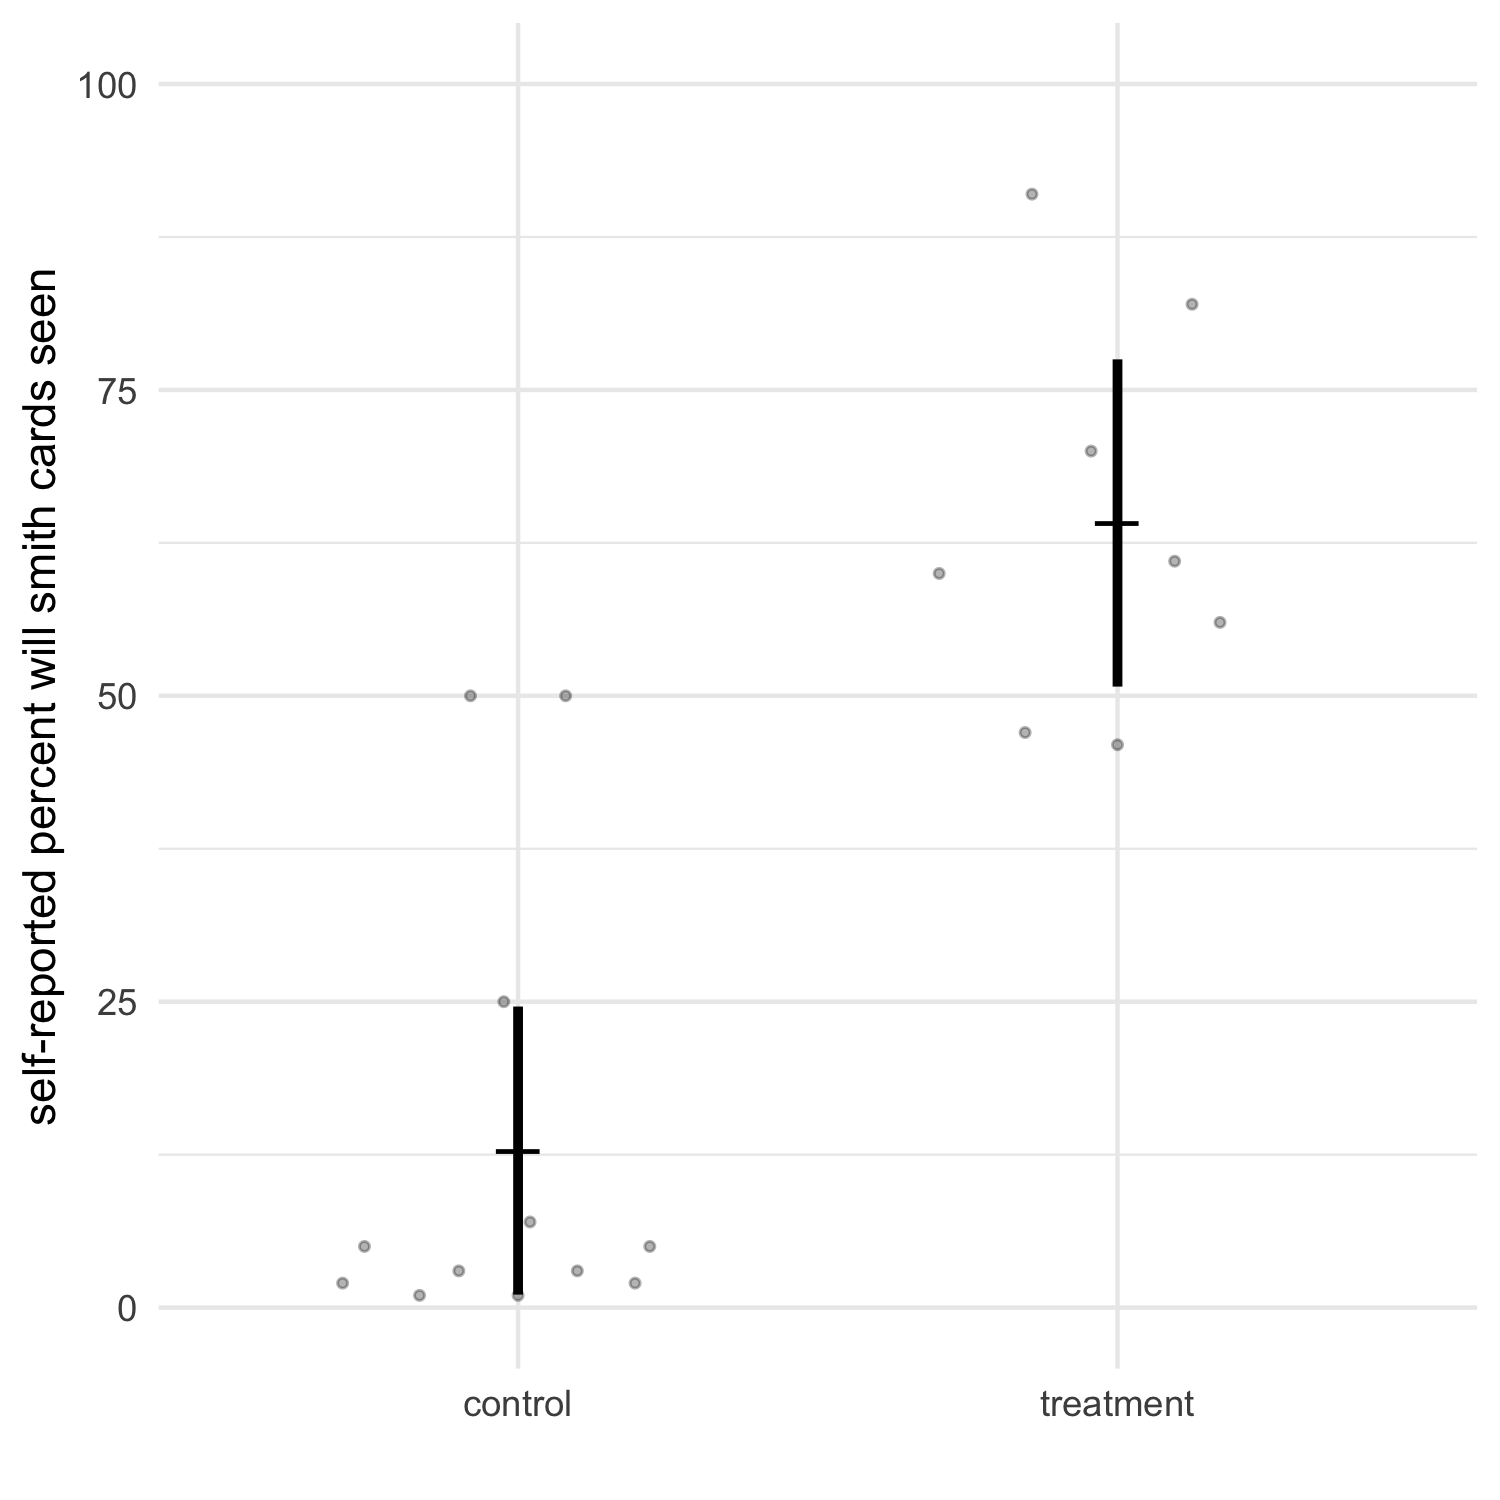 self-reported percent will smith cards seen
100
75
50
25
0
control
treatment